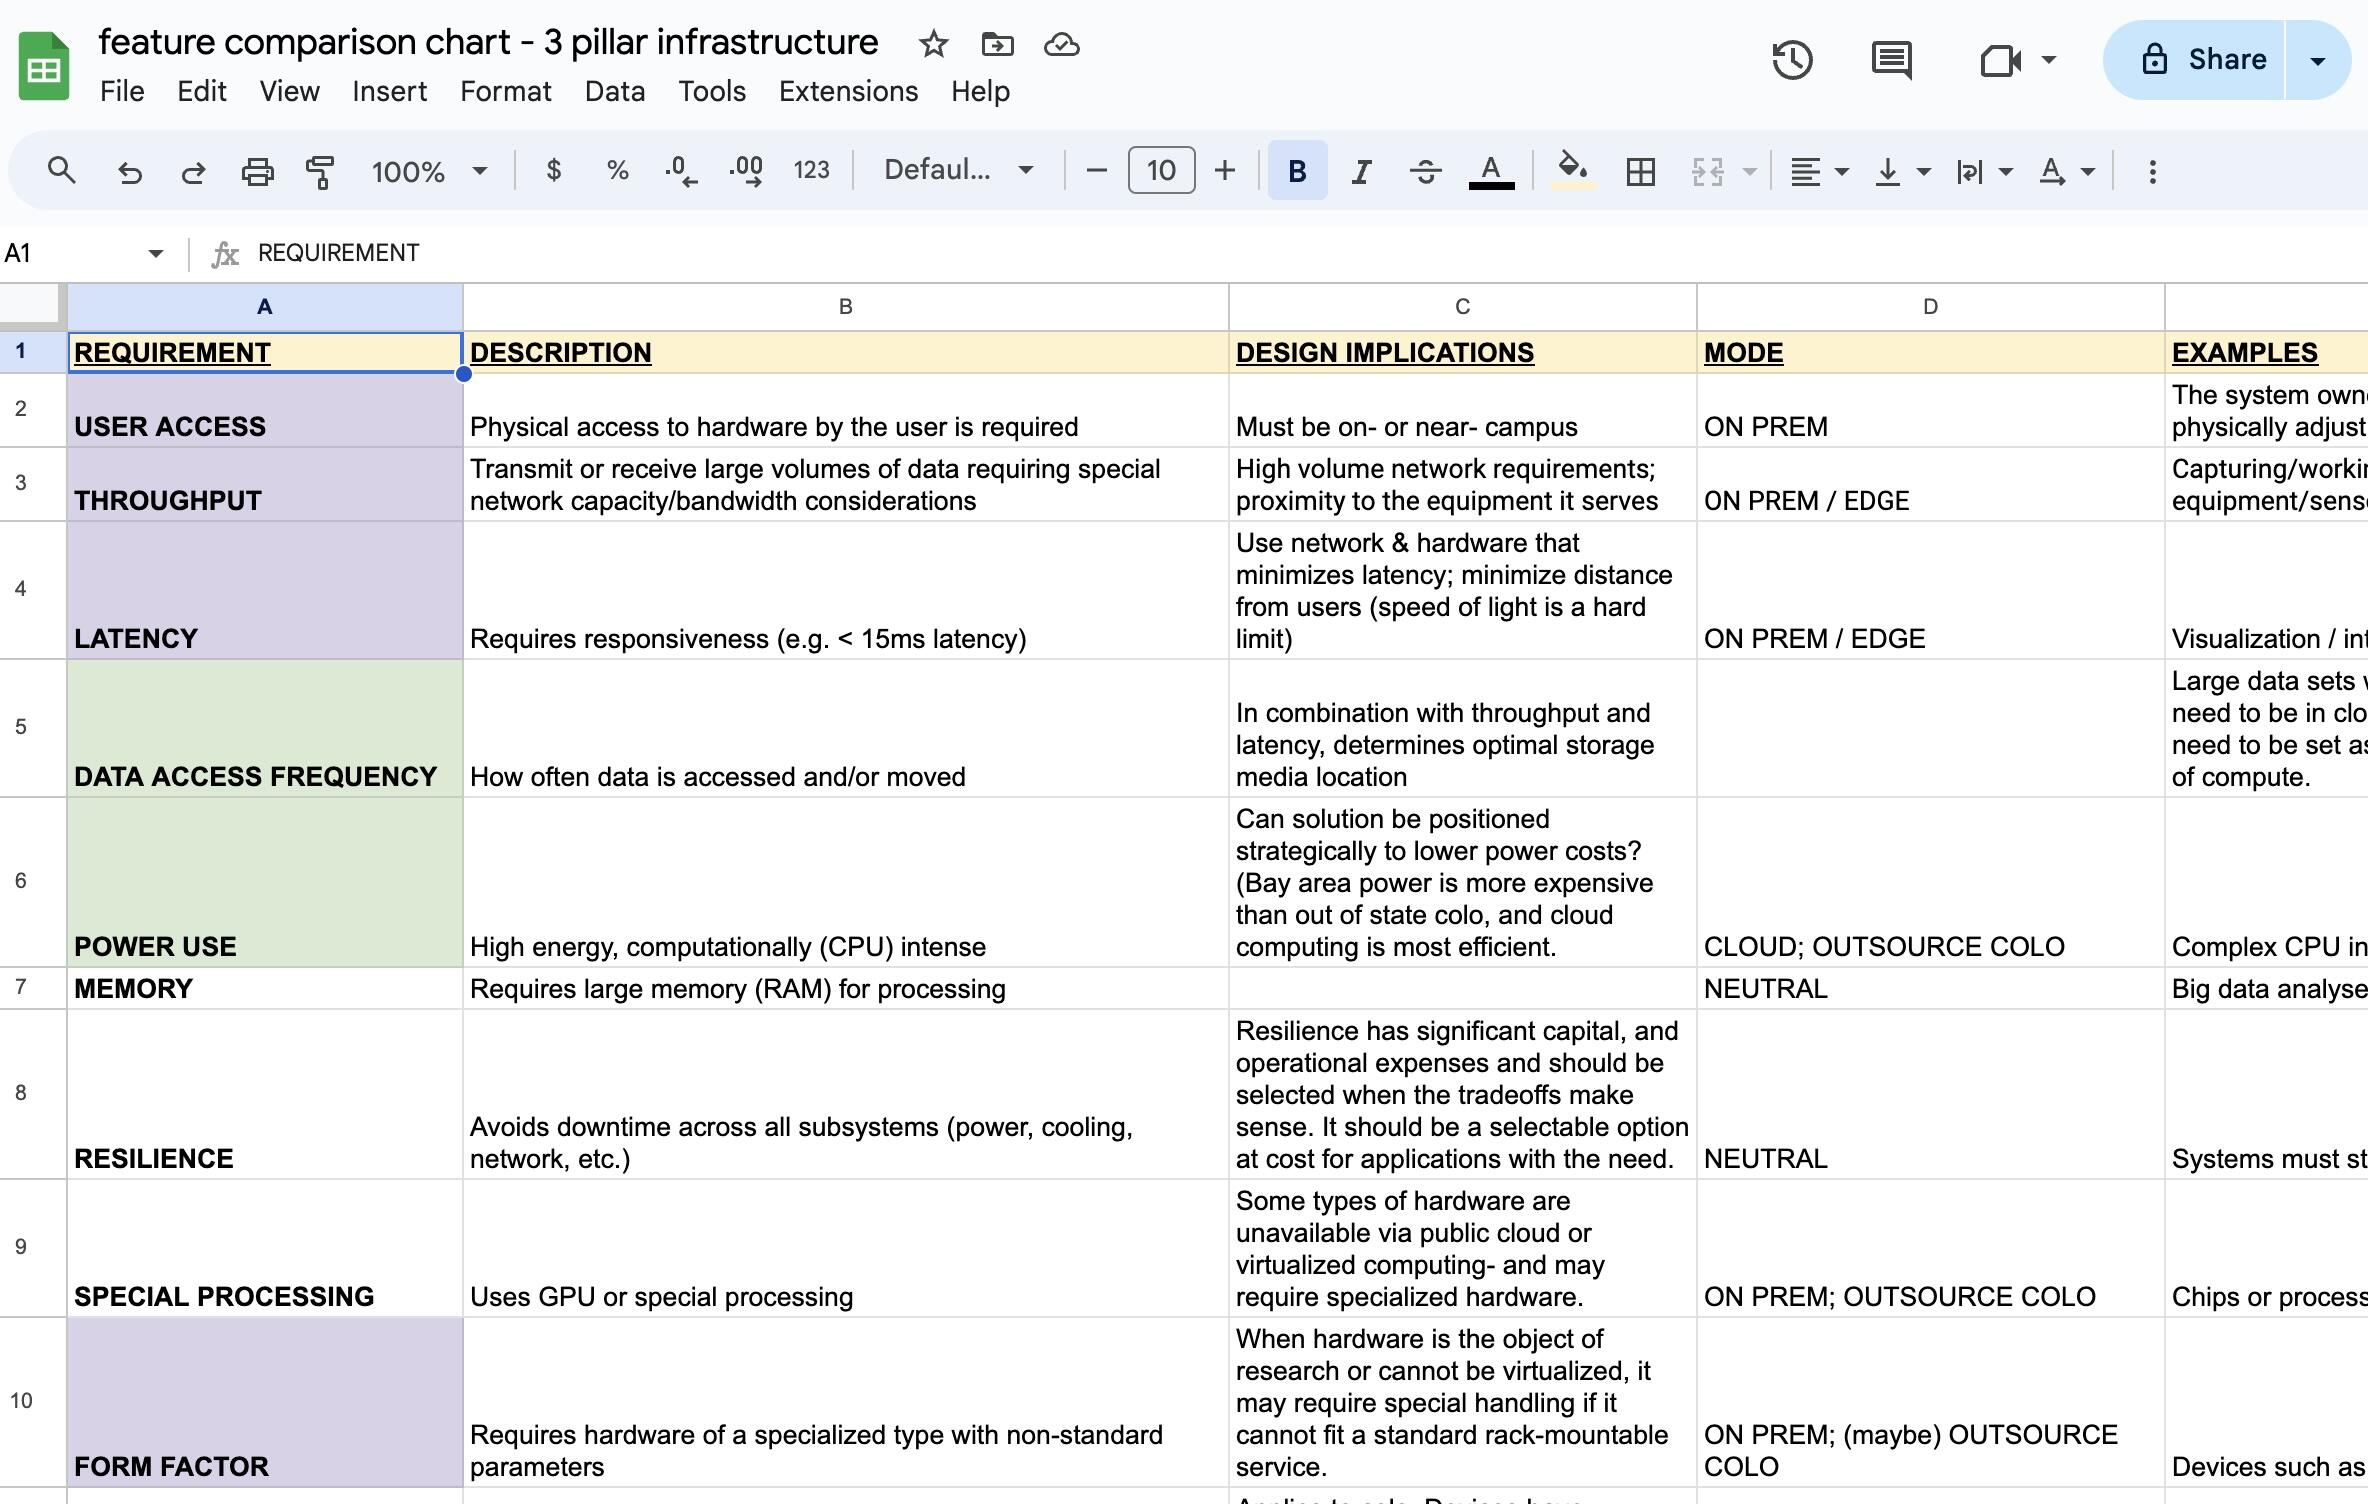 feature comparison chart - 3 pillar infrastructure
File Edit View Insert Format Data Tools Extensions Help
Share
100% $ % .0 .00 123 Defaul... 10 B I A A
A1 fx REQUIREMENT
A B C D
1 REQUIREMENT DESCRIPTION DESIGN IMPLICATIONS MODE EXAMPLES
2
USER ACCESS
Physical access to hardware by the user is required
Must be on- or near- campus
ON PREM
The system own
physically adjust
3
THROUGHPUT
Transmit or receive large volumes of data requiring special
network capacity/bandwidth considerations
High volume network requirements;
proximity to the equipment it serves
ON PREM / EDGE
Capturing/workin
equipment/sens
4
LATENCY
Requires responsiveness (e.g. < 15ms latency)
Use network & hardware that
minimizes latency; minimize distance
from users (speed of light is a hard
limit)
ON PREM / EDGE
Visualization / int
5
DATA ACCESS FREQUENCY
How often data is accessed and/or moved
In combination with throughput and
latency, determines optimal storage
media location
Large data sets
need to be in clo
need to be set as
of compute.
6
POWER USE
High energy, computationally (CPU) intense
Can solution be positioned
strategically to lower power costs?
(Bay area power is more expensive
than out of state colo, and cloud
computing is most efficient.
CLOUD; OUTSOURCE COLO
Complex CPU in
7
MEMORY
Requires large memory (RAM) for processing
NEUTRAL
Big data analyse
8
RESILIENCE
Avoids downtime across all subsystems (power, cooling,
network, etc.)
Resilience has significant capital, and
operational expenses and should be
selected when the tradeoffs make
sense. It should be a selectable option
at cost for applications with the need.
NEUTRAL
Systems must st
9
SPECIAL PROCESSING
Uses GPU or special processing
Some types of hardware are
unavailable via public cloud or
virtualized computing- and may
require specialized hardware.
ON PREM; OUTSOURCE COLO
Chips or process
10
FORM FACTOR
Requires hardware of a specialized type with non-standard
parameters
When hardware is the object of
research or cannot be virtualized, it
may require special handling if it
cannot fit a standard rack-mountable
service.
ON PREM; (maybe) OUTSOURCE
COLO
Devices such as